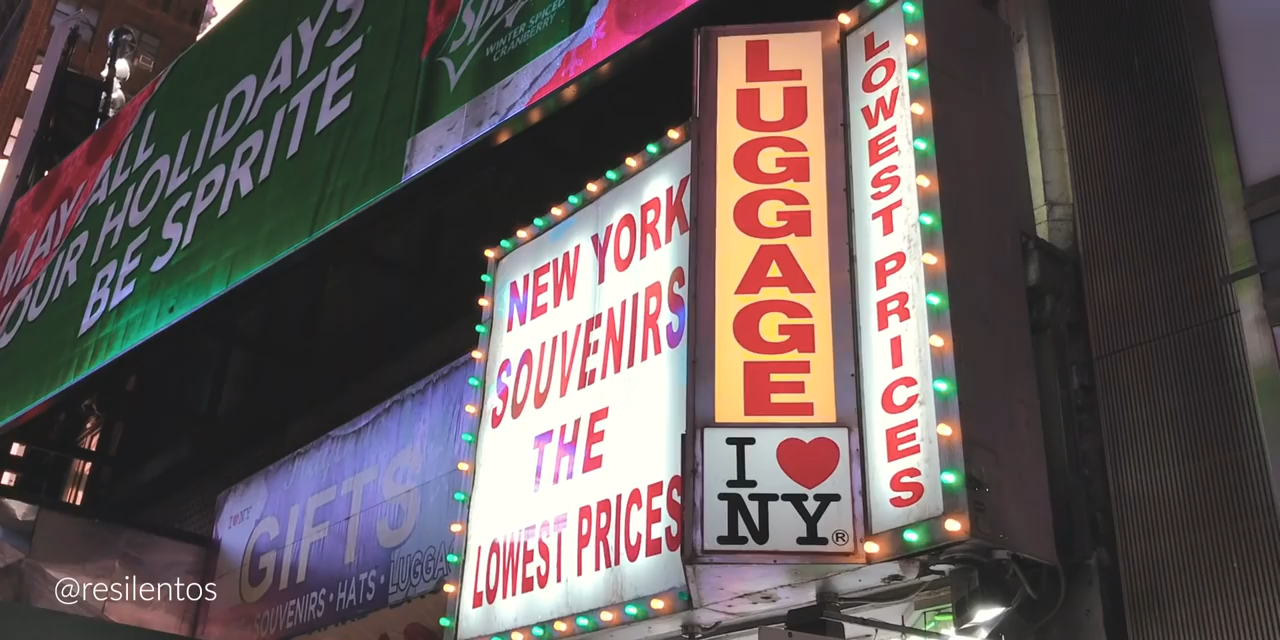 MAY ALL
YOUR HOLIDAYS
BE SPRITE
WINTER SPICED
CRANBERRY
NEW YORK
SOUVENIRS
THE
LOWEST PRICES
LUGGAGE
I ❤ NY®
LOWEST PRICES
I ❤ NY
GIFTS
SOUVENIRS • HATS •
@resilentos